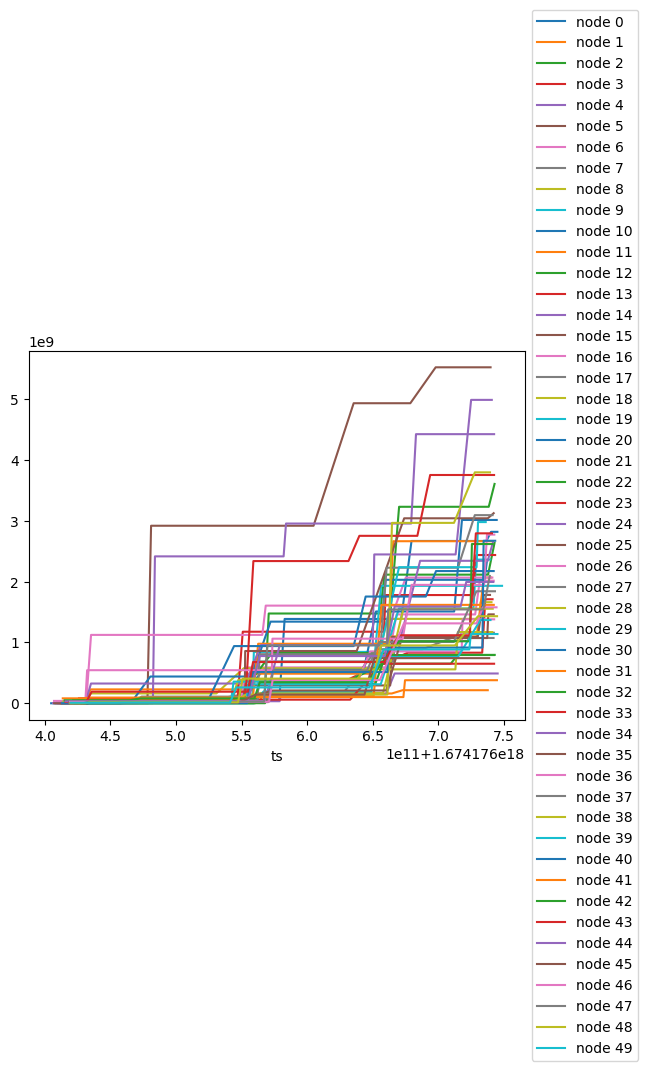 node 0
node 1
node 2
node 3
node 4
node 5
node 6
node 7
node 8
node 9
node 10
node 11
node 12
node 13
node 14
node 15
node 16
node 17
node 18
node 19
node 20
node 21
node 22
node 23
node 24
node 25
node 26
node 27
node 28
node 29
node 30
node 31
node 32
node 33
node 34
node 35
node 36
node 37
node 38
node 39
node 40
node 41
node 42
node 43
node 44
node 45
node 46
node 47
node 48
node 49
1e9
5
4
3
2
1
0
4.0 4.5 5.0 5.5 6.0 6.5 7.0 7.5
ts
1e11+1.674176e18